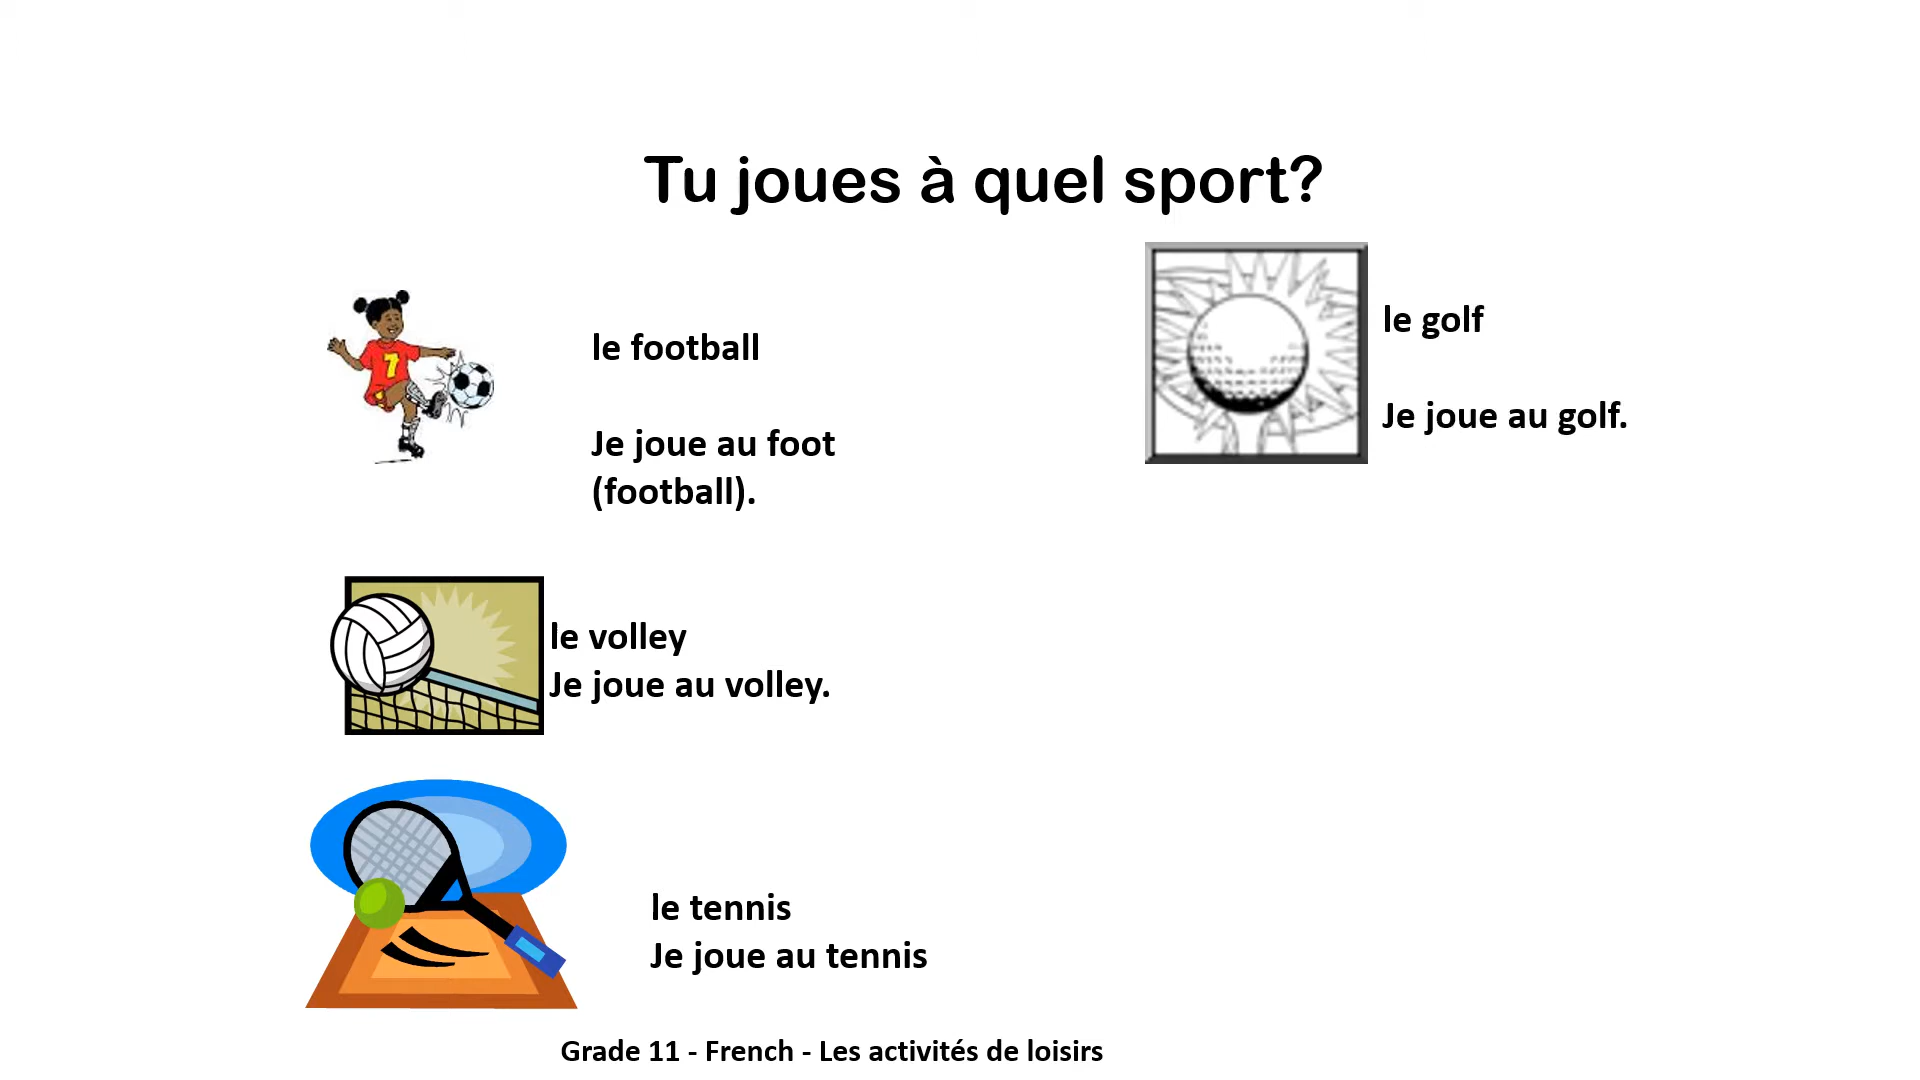 Tu joues à quel sport?
le football
Je joue au foot
(football).
le golf
Je joue au golf.
le volley
Je joue au volley.
le tennis
Je joue au tennis
Grade 11 - French - Les activités de loisirs
7